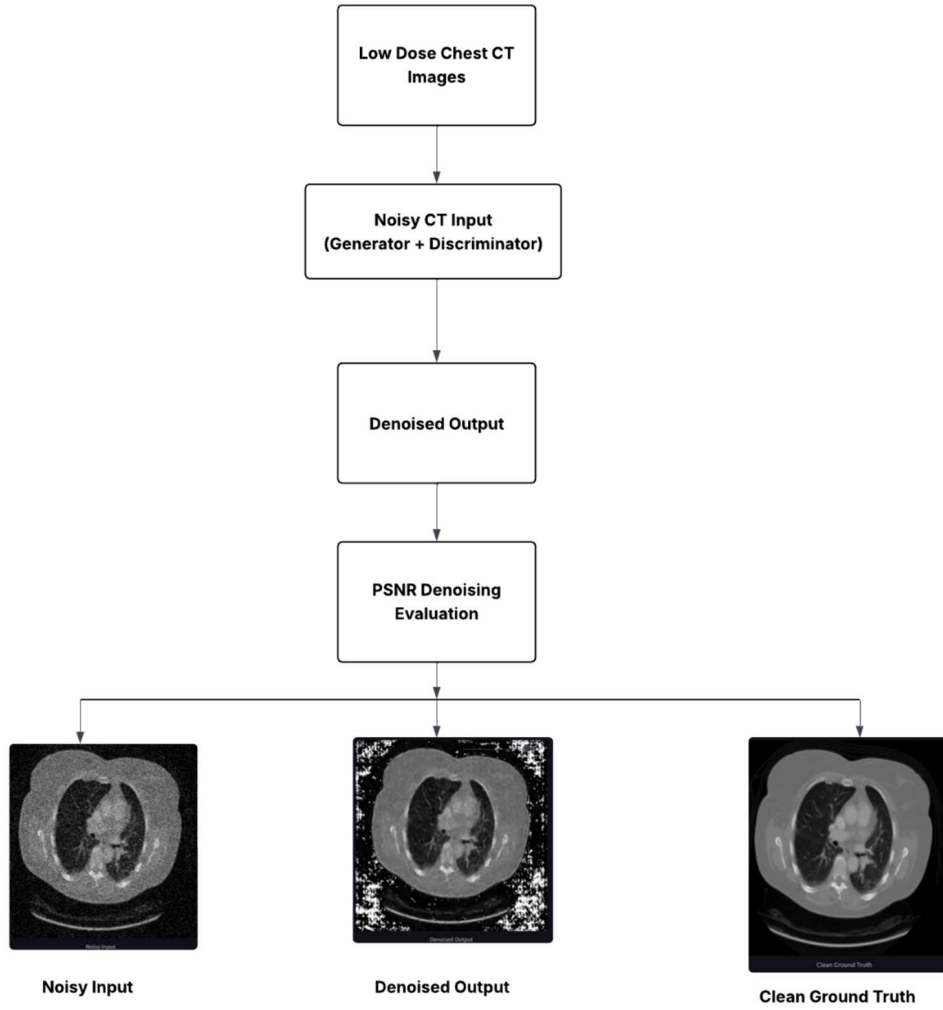 Low Dose Chest CT
Images
Noisy CT Input
(Generator + Discriminator)
Denoised Output
PSNR Denoising
Evaluation
Noisy Input
Denoised Output
Clean Ground Truth
Noisy Input
Denoised Output
Clean Ground Truth